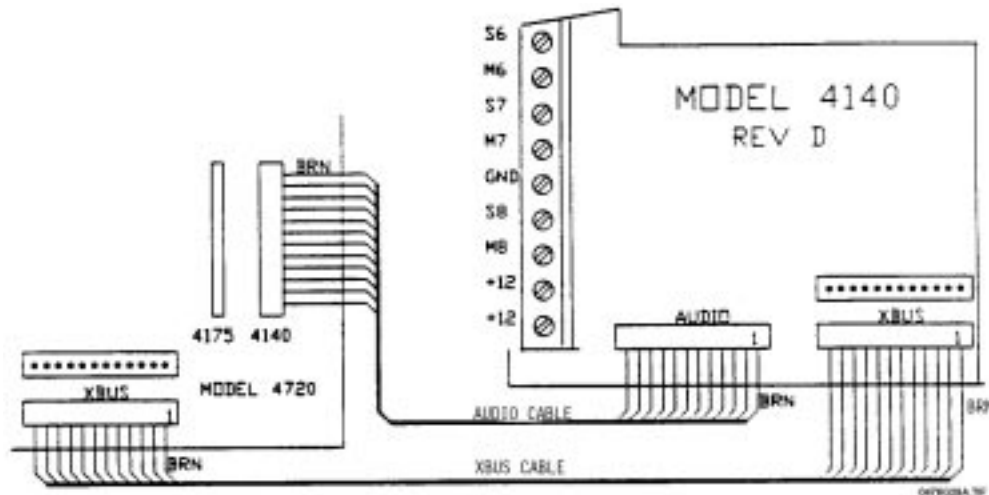 S6
M6
S7
M7
GND
S8
M8
+12
+12
MODEL 4140
REV D
BRN
4175 4140
XBUS
1
MODEL 4720
BRN
AUDIO
1
BRN
XBUS
1
BRN
AUDIO CABLE
XBUS CABLE